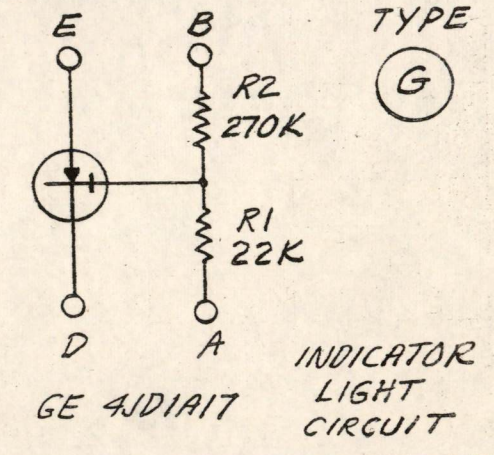 E
B
TYPE
G
R2
270K
R1
22K
D
A
GE 4JD1A17
INDICATOR
LIGHT
CIRCUIT